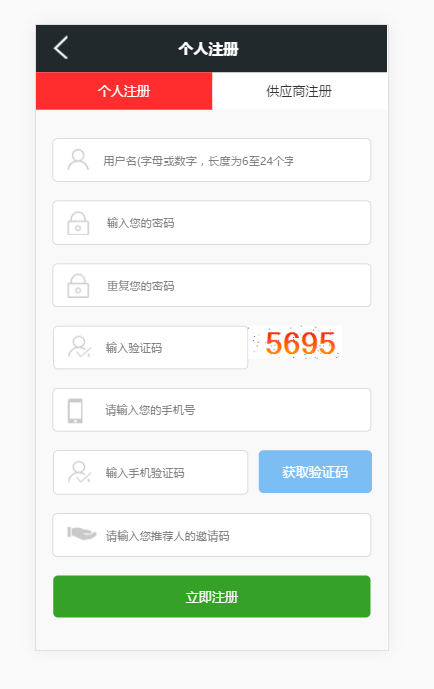 个人注册
个人注册 供应商注册
用户名(字母或数字，长度为6至24个字
输入您的密码
重复您的密码
输入验证码 5695
请输入您的手机号
输入手机验证码 获取验证码
请输入您推荐人的邀请码
立即注册